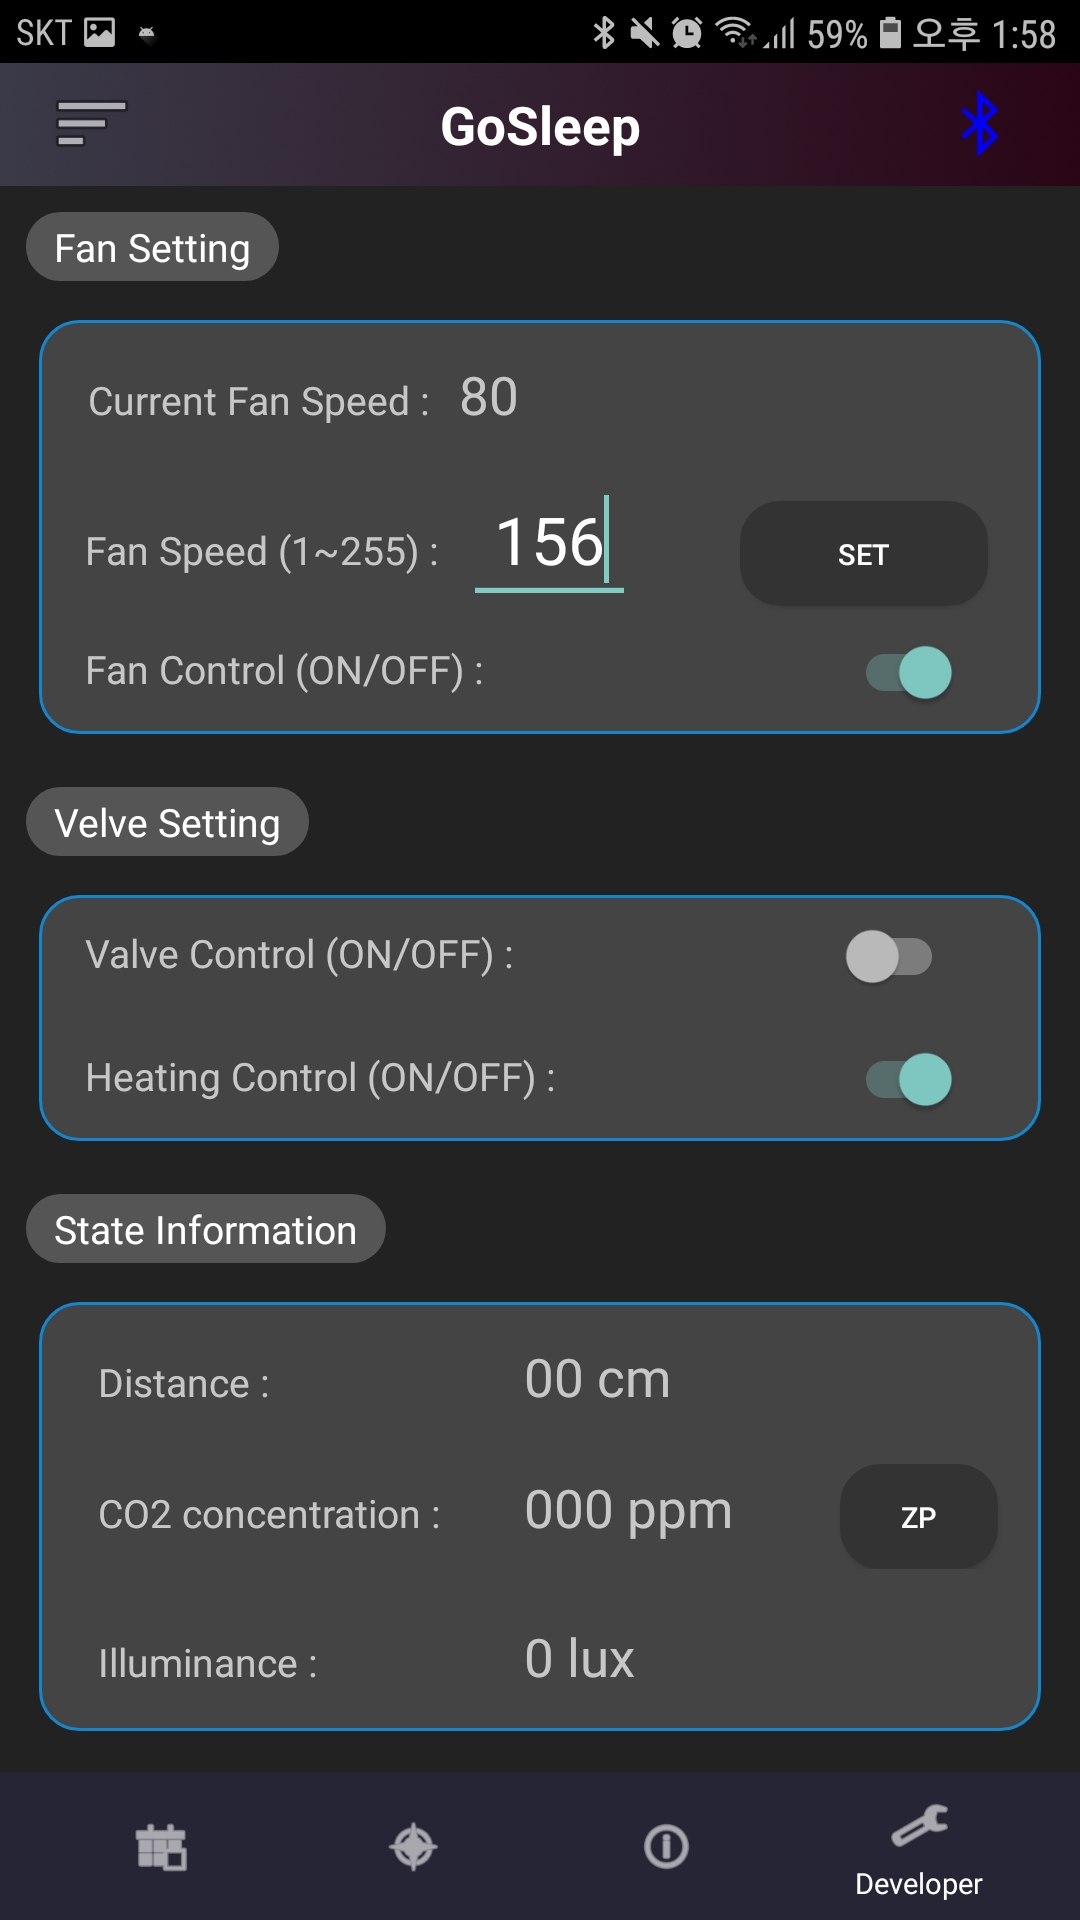 SKT 59% 오후 1:58
GoSleep
Fan Setting
Current Fan Speed : 80
Fan Speed (1~255) : 156 SET
Fan Control (ON/OFF) :
Velve Setting
Valve Control (ON/OFF) :
Heating Control (ON/OFF) :
State Information
Distance : 00 cm
CO2 concentration : 000 ppm ZP
Illuminance : 0 lux
Developer